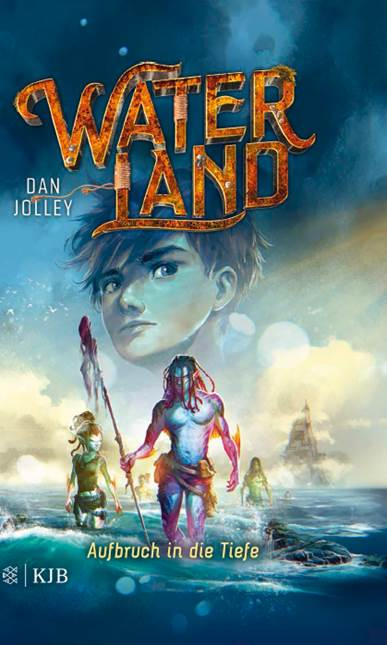 WATER
LAND
DAN
JOLLEY
Aufbruch in die Tiefe
KJB